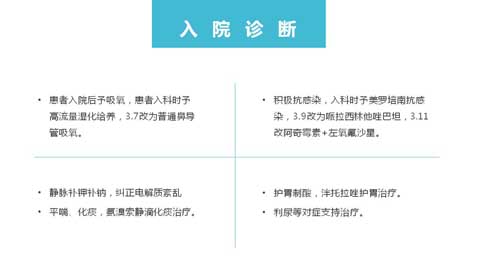 入院诊断
• 患者入院后予吸氧，患者入科时予
高流量湿化给养，3.7改为普通鼻导
管吸氧。
• 积极抗感染，入科时予美罗培南抗感
染，3.9改为哌拉西林他唑巴坦，3.11
改阿奇霉素+左氧氟沙星。
• 静脉补钾补钠，纠正电解质紊乱
• 平喘、化痰，氨溴索静滴化痰治疗。
• 护胃制酸，泮托拉唑护胃治疗。
• 利尿等对症支持治疗。